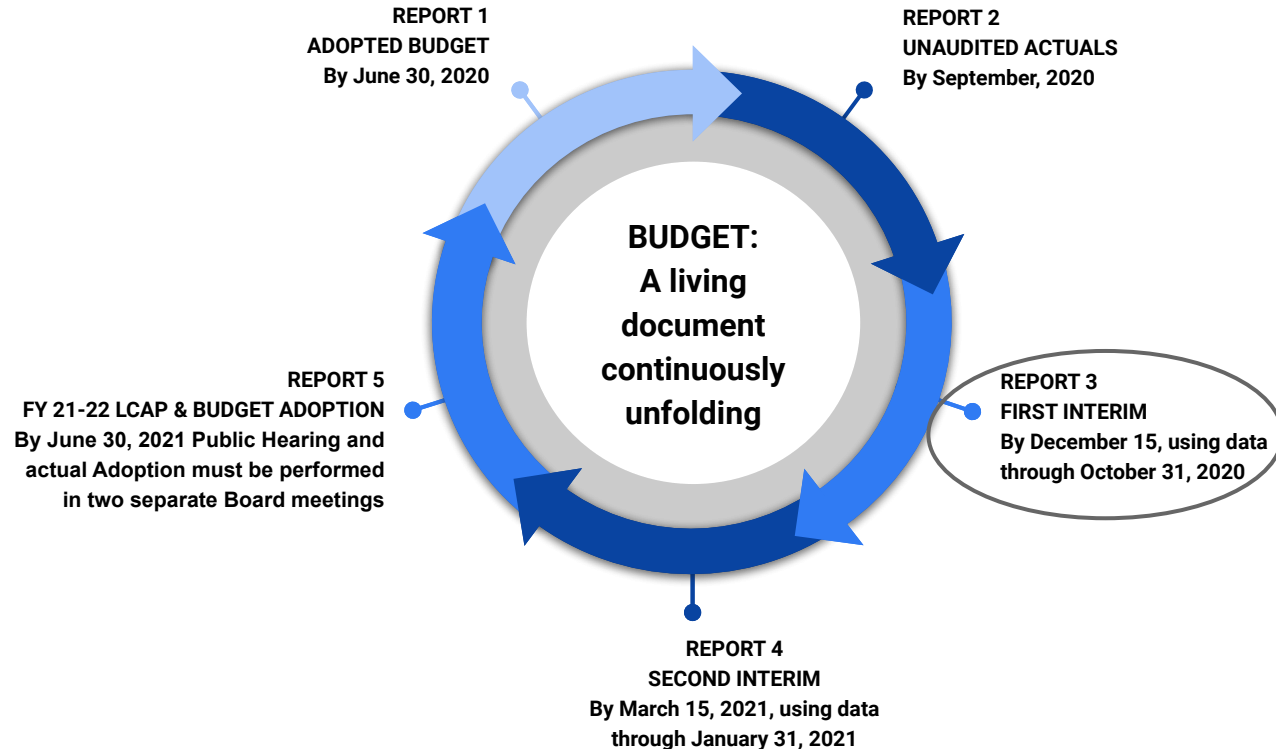 REPORT 1
ADOPTED BUDGET
By June 30, 2020
REPORT 2
UNAUDITED ACTUALS
By September, 2020
BUDGET:
A living
document
continuously
unfolding
REPORT 3
FIRST INTERIM
By December 15, using data
through October 31, 2020
REPORT 4
SECOND INTERIM
By March 15, 2021, using data
through January 31, 2021
REPORT 5
FY 21-22 LCAP & BUDGET ADOPTION
By June 30, 2021 Public Hearing and
actual Adoption must be performed
in two separate Board meetings